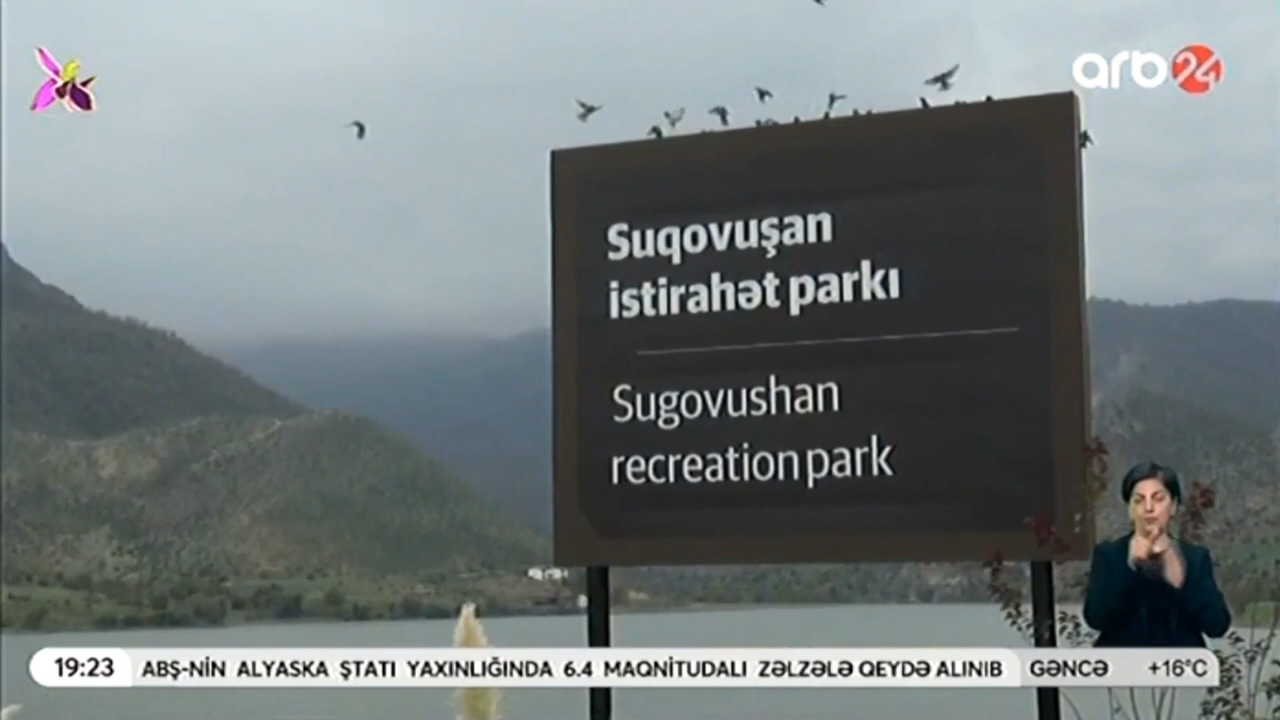 arb24
Suqovuşan
istirahət parkı
Sugovushan
recreation park
19:23 ABŞ-NİN ALYASKA ŞTATI YAXINLIĞINDA 6.4 MAQNİTUDALI ZƏLZƏLƏ QEYDƏ ALINIB GƏNCƏ +16°C